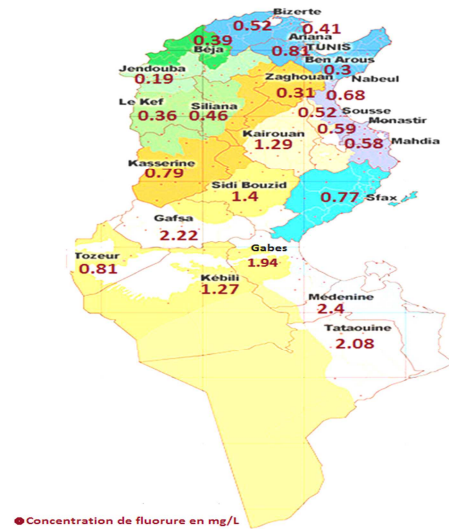 Bizerte
0.52
0.41
0.39
Ariana
Béja
0.81
TUNIS
Ben Arous
Jendouba
0.3
0.19
Zaghouan
Nabeul
0.31
0.68
Le Kef
Siliana
0.52
Sousse
0.36
0.46
Monastir
0.59
Kairouan
0.58
Mahdia
1.29
Kasserine
0.79
Sidi Bouzid
1.4
0.77
Sfax
Gafsa
2.22
Gabes
Tozeur
1.94
0.81
Kébili
1.27
Médenine
2.4
Tataouine
2.08
Concentration de fluorure en mg/L